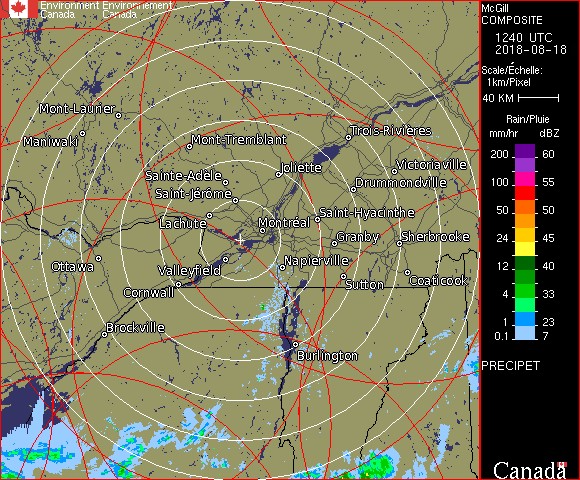 Environment Environnement
Canada Canada
McGill
COMPOSITE
1240 UTC
2018-08-18
Scale/Échelle:
1km/Pixel
40 KM
Rain/Pluie
mm/hr dBZ
200 60
100 55
50 50
24 45
12 40
4 33
1 23
0.1 7
PRECIPET
Canada
Mont-Laurier
Maniwaki
Mont-Tremblant
Trois-Rivières
Joliette
Victoriaville
Sainte-Adèle
Drummondville
Saint-Jérôme
Lachute
Saint-Hyacinthe
Montréal
Granby
Sherbrooke
Ottawa
Valleyfield
Napierville
Cornwall
Sutton
Coaticook
Brockville
Burlington